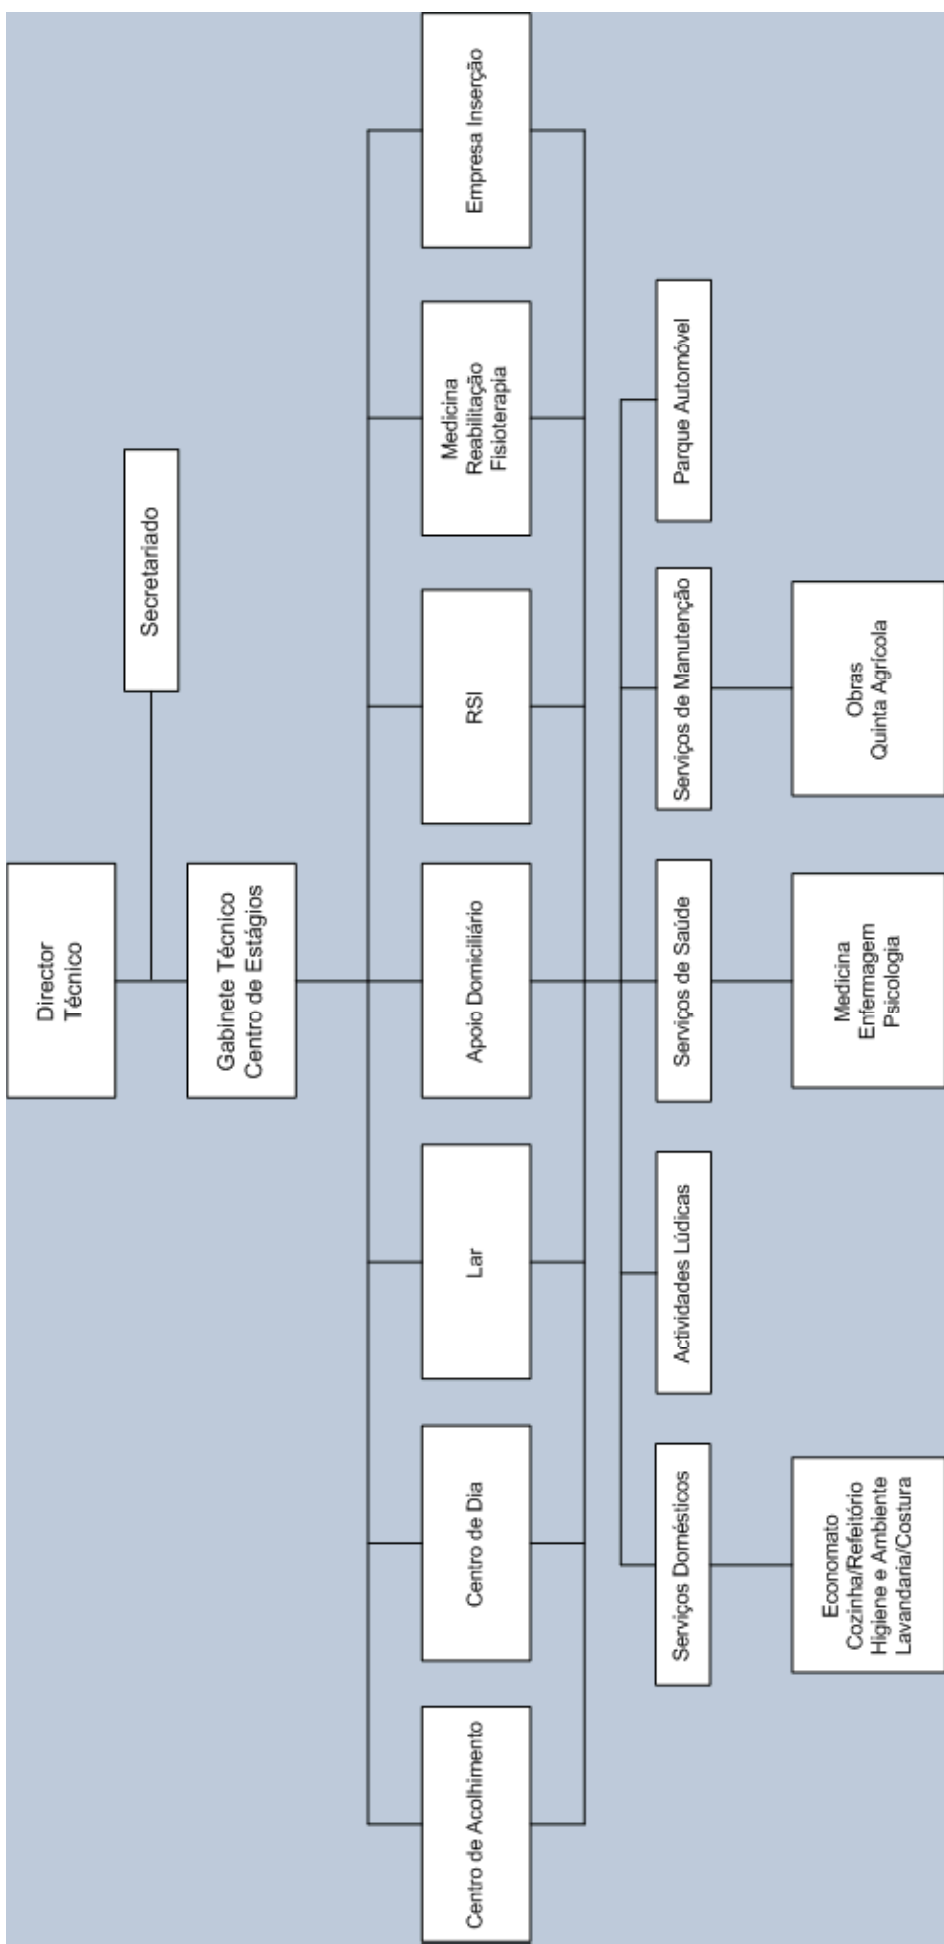 Director
Técnico
Secretariado
Gabinete Técnico
Centro de Estágios
Centro de Acolhimento
Centro de Dia
Lar
Apoio Domiciliário
RSI
Medicina
Reabilitação
Fisioterapia
Empresa Inserção
Serviços Domésticos
Actividades Lúdicas
Serviços de Saúde
Serviços de Manutenção
Parque Automóvel
Economato
Cozinha/Refeitório
Higiene e Ambiente
Lavandaria/Costura
Medicina
Enfermagem
Psicologia
Obras
Quinta Agrícola